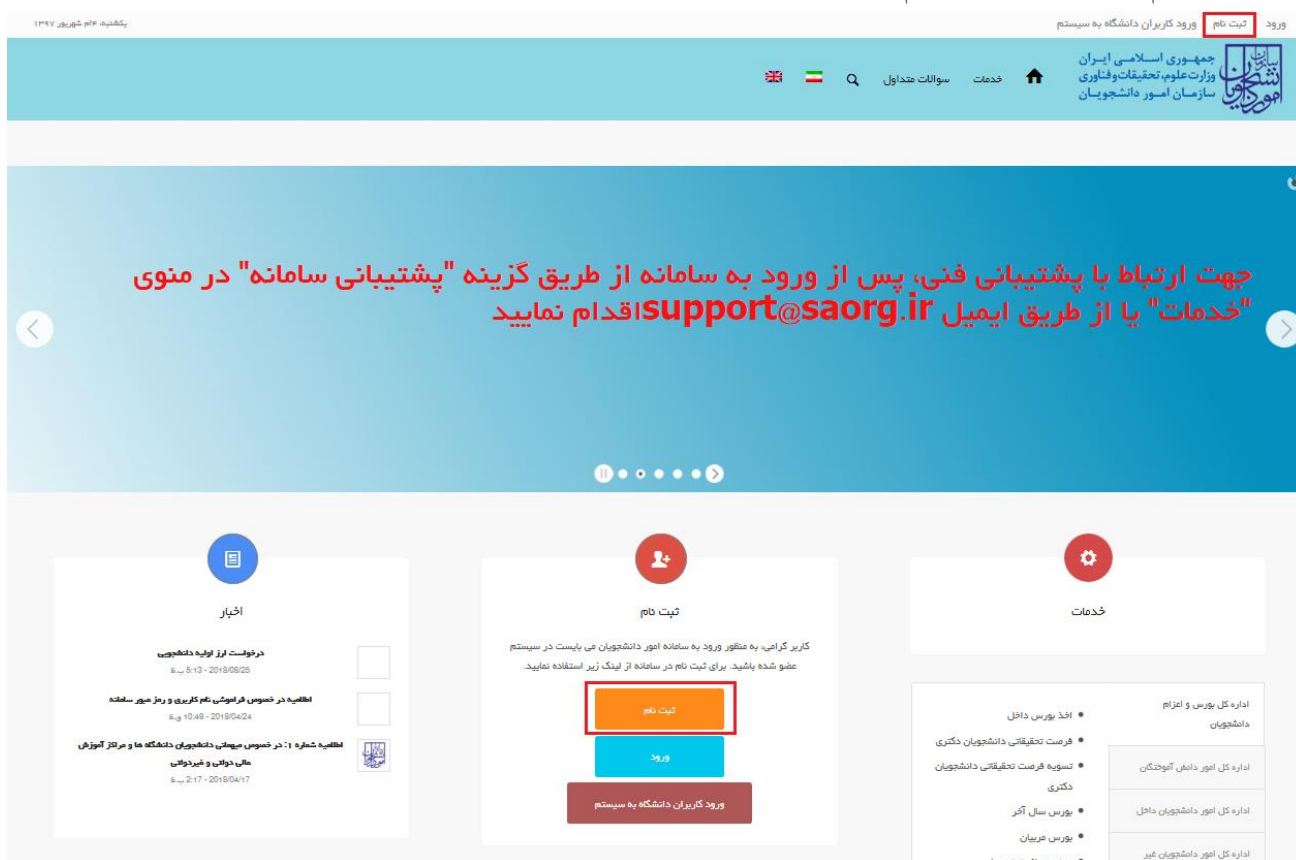 ورود ثبت نام ورود کاربران دانشگاه به سیستم
یکشنبه، ۰۴ام شهریور ۱۳۹۷
جمهوری اسلامی ایران
وزارت علوم، تحقیقات و فناوری
سازمان امور دانشجویان
خدمات سوالات متداول
جهت ارتباط با پشتیبانی فنی، پس از ورود به سامانه از طریق گزینه "پشتیبانی سامانه" در منوی
"خدمات" یا از طریق ایمیل support@saorg.ir اقدام نمایید
خدمات
اداره کل بورس و اعزام
دانشجویان
اداره کل امور دانش آموختگان
اداره کل امور دانشجویان داخل
اداره کل امور دانشجویان غیر
اخذ بورس داخل
فرصت تحقیقاتی دانشجویان دکتری
تسویه فرصت تحقیقاتی دانشجویان
دکتری
بورس سال آخر
بورس مربیان
ثبت نام
کاربر گرامی، به منظور ورود به سامانه امور دانشجویان می بایست در سیستم
عضو شده باشید. برای ثبت نام در سامانه از لینک زیر استفاده نمایید.
ثبت نام
ورود
ورود کاربران دانشگاه به سیستم
اخبار
درخواست ارز اولیه دانشجویی
2018/08/25 - 5:13 ب.ظ
اطلاعیه در خصوص فراموشی نام کاربری و رمز عبور سامانه
2018/04/24 - 10:49 ق.ظ
اطلاعیه شماره ۱: در خصوص میهمانی دانشجویان دانشگاه ها و مراکز آموزش
عالی دولتی و غیردولتی
2018/04/17 - 2:17 ب.ظ